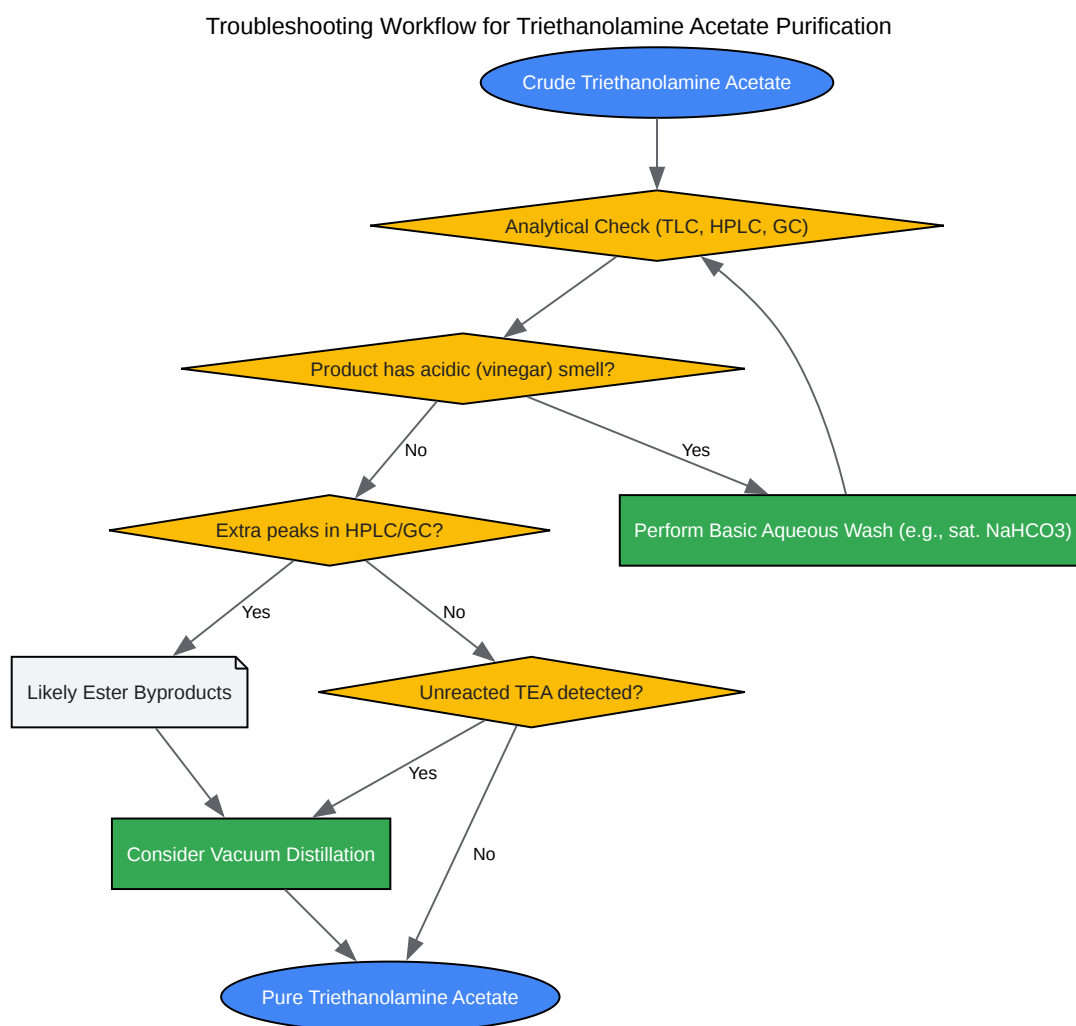 Troubleshooting Workflow for Triethanolamine Acetate Purification
Crude Triethanolamine Acetate
Analytical Check (TLC, HPLC, GC)
Product has acidic (vinegar) smell?
No
Yes
Extra peaks in HPLC/GC?
Perform Basic Aqueous Wash (e.g., sat. NaHCO3)
Yes
No
Likely Ester Byproducts
Unreacted TEA detected?
Yes
No
Consider Vacuum Distillation
Pure Triethanolamine Acetate